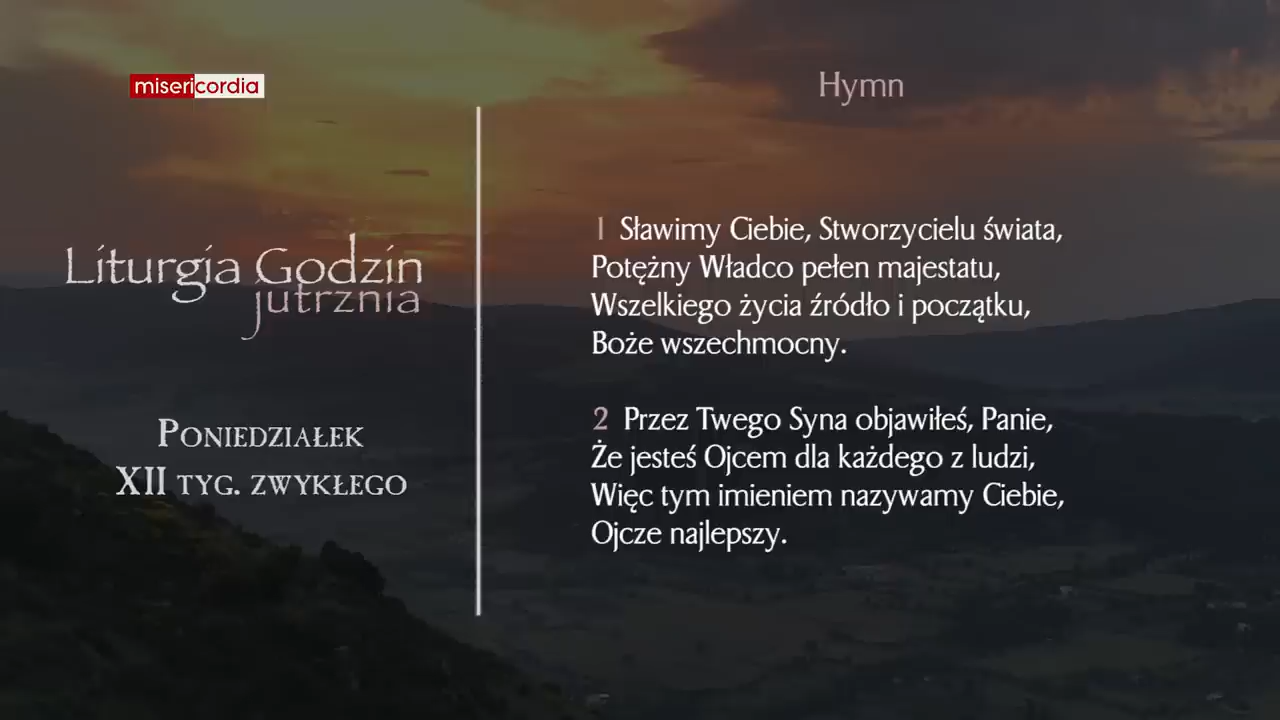 misericordia
Liturgia Godzin
jutrznia
Poniedziałek
XII tyg. zwykłego
Hymn
1 Sławimy Ciebie, Stworzycielu świata,
Potężny Władco pełen majestatu,
Wszelkiego życia źródło i początku,
Boże wszechmocny.
2 Przez Twego Syna objawiłeś, Panie,
Że jesteś Ojcem dla każdego z ludzi,
Więc tym imieniem nazywamy Ciebie,
Ojcze najlepszy.